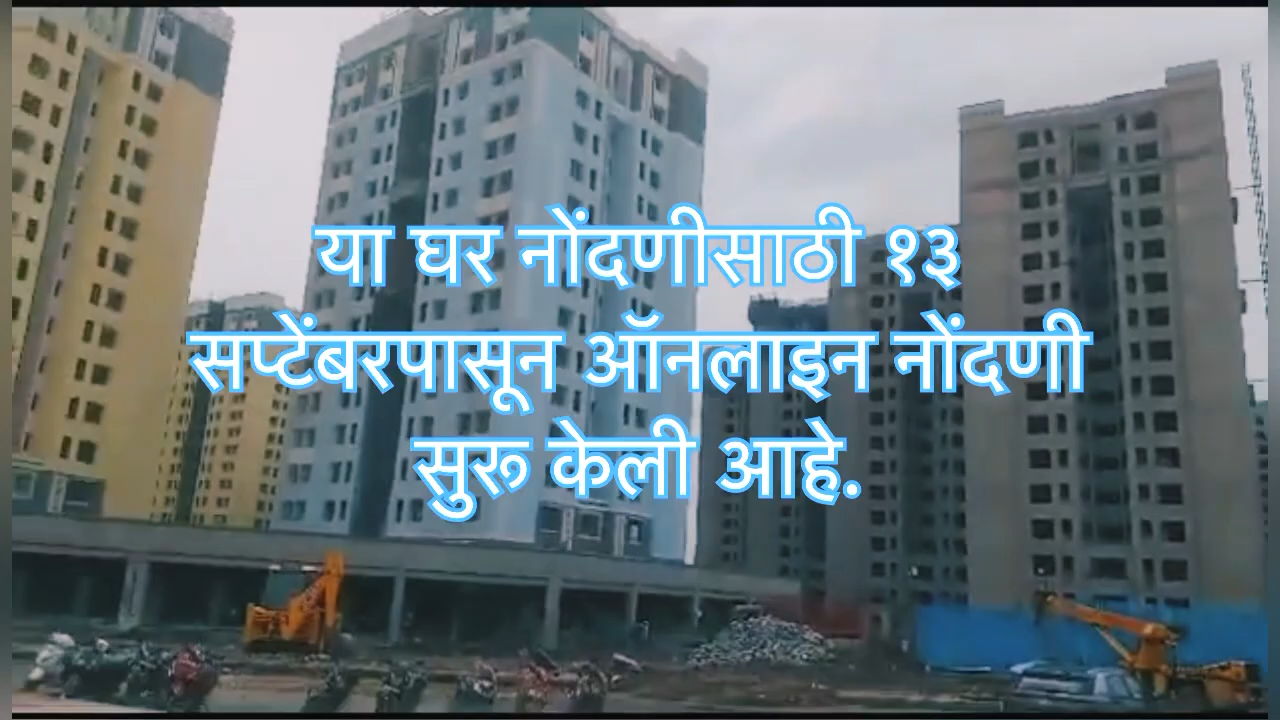 या घर नोंदणीसाठी १३
सप्टेंबरपासून ऑनलाइन नोंदणी
सुरू केली आहे.